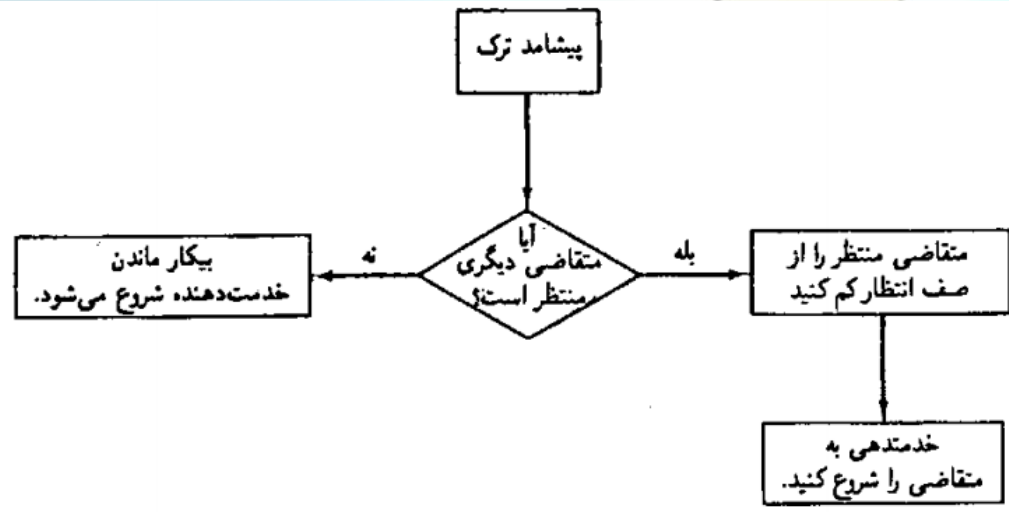 پیشامد ترک
آیا
متقاضی دیگری
منتظر است؟
بله
نه
متقاضی منتظر را از
صف انتظار کم کنید
بیکار ماندن
خدمت‌دهنده شروع می‌شود.
خدمتدهی به
متقاضی را شروع کنید.